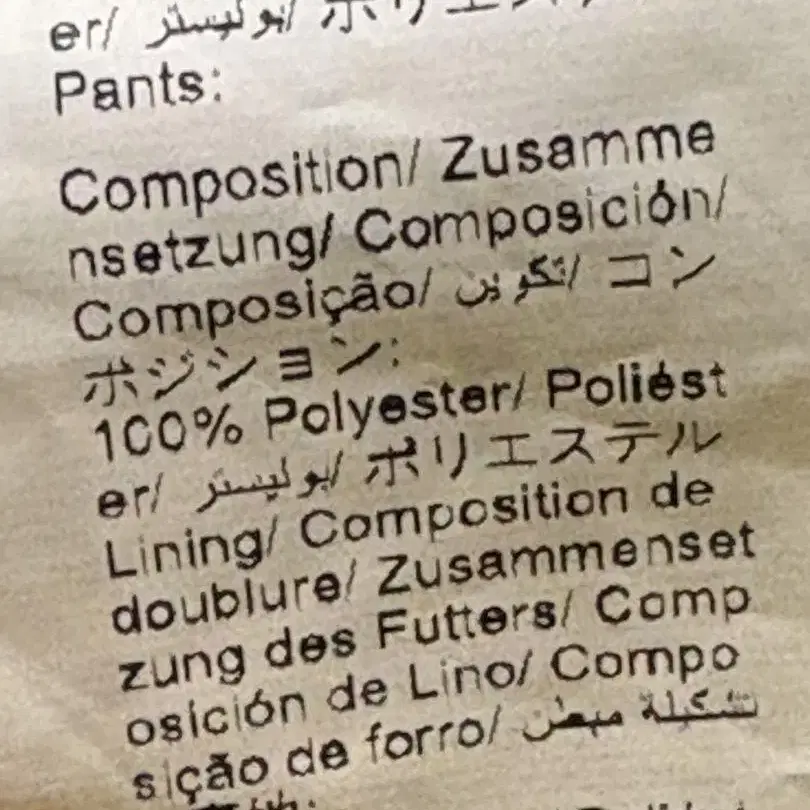 er/ ابوليستر/ ポリエステル
Pants:
Composition/ Zusamme
nsetzung/ Composición/
Composição/ تكوين/ コン
ポジション:
100% Polyester/ Poliést
er/ ابوليستر/ ポリエステル
Lining/ Composition de
doublure/ Zusammenset
zung des Futters/ Comp
osición de Lino/ Compo
sição de forro/ تشكيلة مبطن